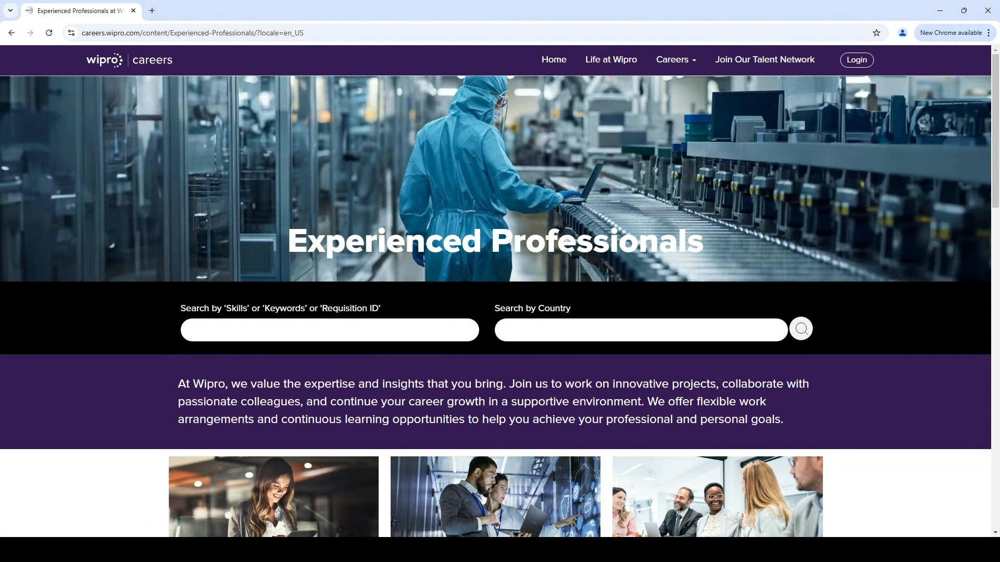 Experienced Professionals at W
careers.wipro.com/content/Experienced-Professionals/?locale=en_US
New Chrome available
wipro careers
Home
Life at Wipro
Careers
Join Our Talent Network
Login
Experienced Professionals
Search by ‘Skills’ or ‘Keywords’ or 'Requisition ID’
Search by Country
At Wipro, we value the expertise and insights that you bring. Join us to work on innovative projects, collaborate with
passionate colleagues, and continue your career growth in a supportive environment. We offer flexible work
arrangements and continuous learning opportunities to help you achieve your professional and personal goals.